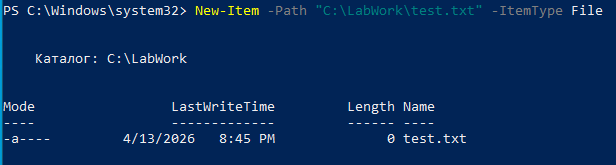 PS C:\Windows\system32> New-Item -Path "C:\LabWork\test.txt" -ItemType File
Каталог: C:\LabWork
Mode LastWriteTime Length Name
---- ------------- ------ ----
-a---- 4/13/2026 8:45 PM 0 test.txt